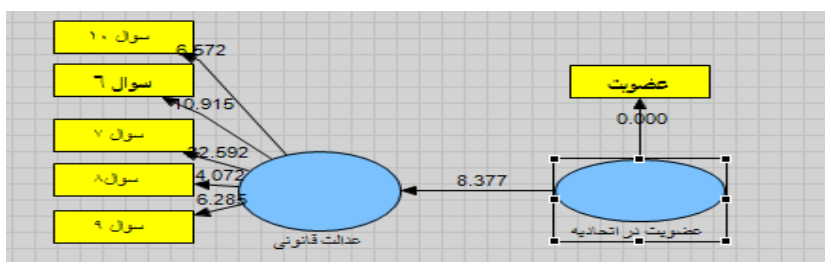 سوال ۱۰
6.572
سوال ٦
10.915
عضویت
0.000
سوال ۷
22.592
سوال۸
4.072
8.377
6.285
سوال ۹
عدالت قانونی
عضویت در اتحادیه